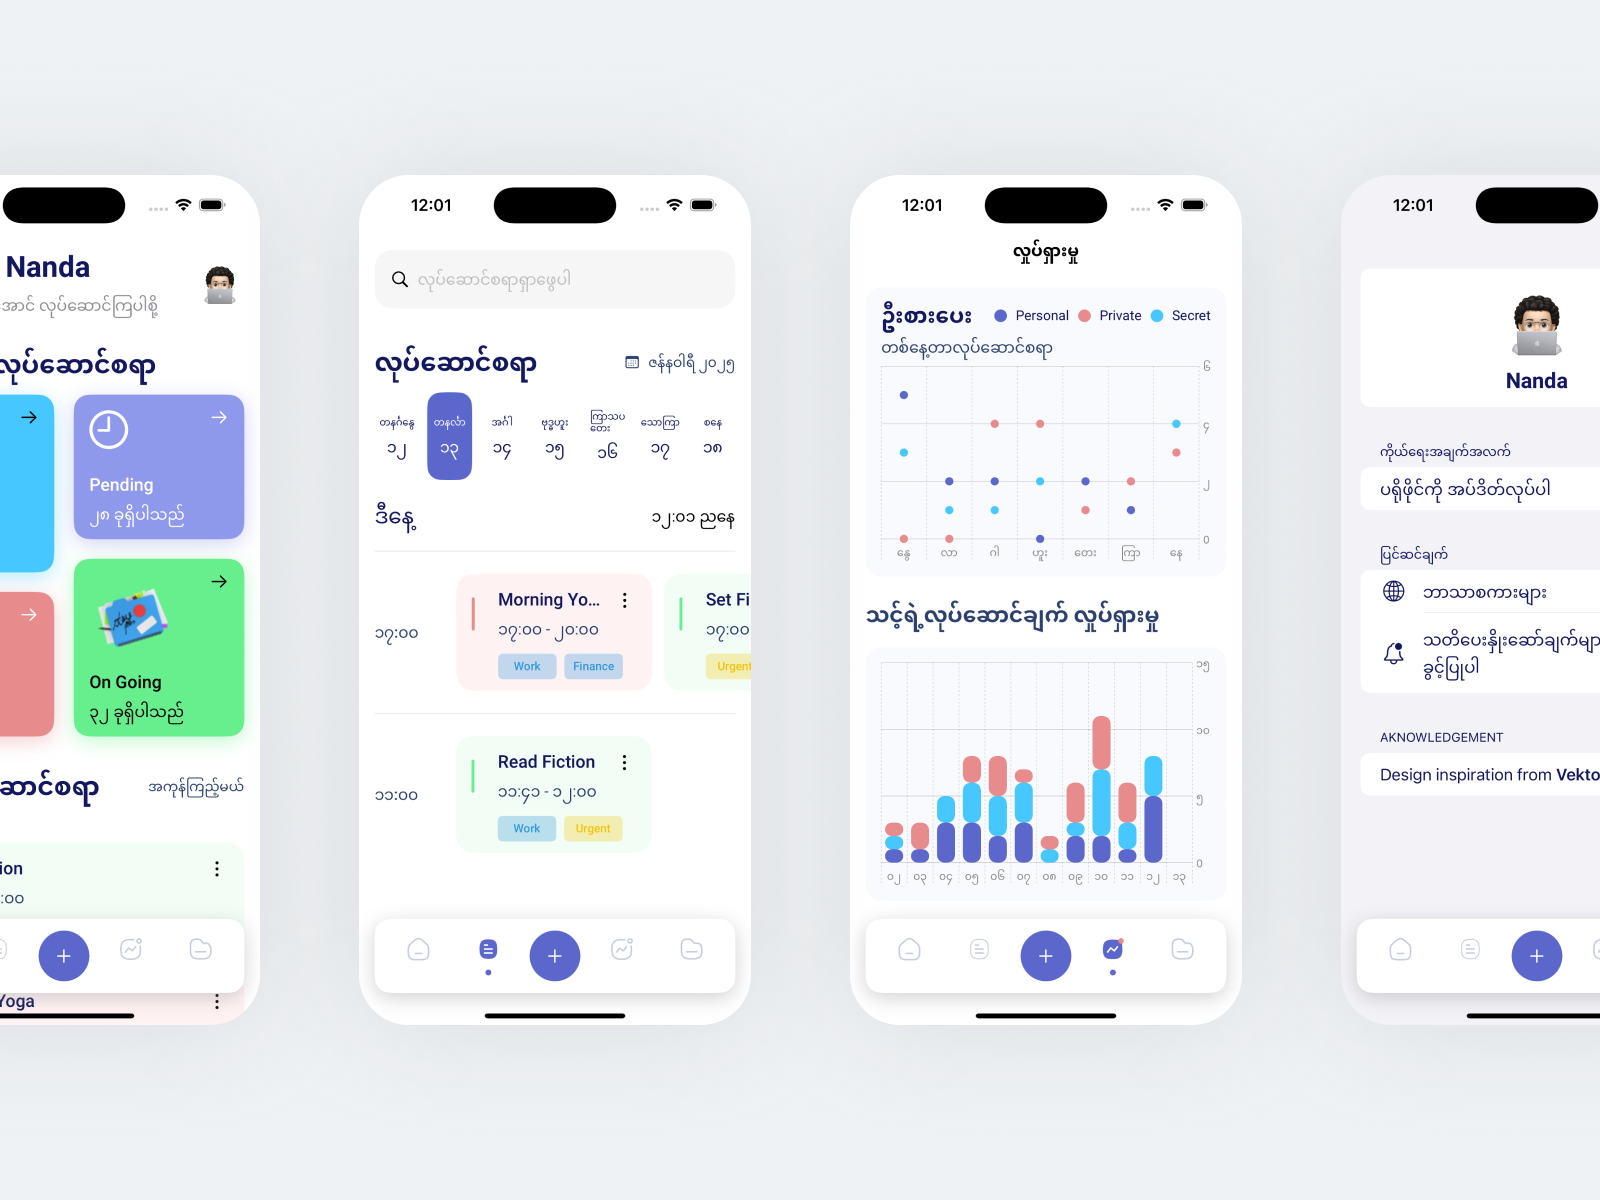 Nanda
အောင် လုပ်ဆောင်ကြပါစို့
လုပ်ဆောင်စရာ
Pending
၂၈ ခုရှိပါသည်
On Going
၃၂ ခုရှိပါသည်
ဆောင်စရာ
အကုန်ကြည့်မယ်
ion
:၀၀
Yoga
12:01
လုပ်ဆောင်စရာရှာဖွေပါ
လုပ်ဆောင်စရာ
ဇန်နဝါရီ ၂၀၂၅
တနင်္ဂနွေ တနင်္လာ အင်္ဂါ ဗုဒ္ဓဟူး ကြာသပတေး သောကြာ စနေ
၁၂ ၁၃ ၁၄ ၁၅ ၁၆ ၁၇ ၁၈
ဒီနေ့
၁၂:၀၁ ညနေ
၁၇:၀၀
Morning Yo...
၁၇:၀၀ - ၂၀:၀၀
Work Finance
Set Fi
၁၇:၀၀
Urgent
၁၁:၀၀
Read Fiction
၁၁:၄၁ - ၁၂:၀၀
Work Urgent
12:01
လှုပ်ရှားမှု
ဦးစားပေး
Personal Private Secret
တစ်နေ့တာလုပ်ဆောင်စရာ
၆
၄
၂
၀
နွေ လာ ဂါ ဟူး တေး ကြာ နေ
သင့်ရဲ့လုပ်ဆောင်ချက် လှုပ်ရှားမှု
၁၅
၁၀
၅
၀
၀၂ ၀၃ ၀၄ ၀၅ ၀၆ ၀၇ ၀၈ ၀၉ ၁၀ ၁၁ ၁၂ ၁၃
12:01
Nanda
ကိုယ်ရေးအချက်အလက်
ပရိုဖိုင်ကို အပ်ဒိတ်လုပ်ပါ
ပြင်ဆင်ချက်
ဘာသာစကားများ
သတိပေးနှိုးဆော်ချက်မျာ
ခွင့်ပြုပါ
AKNOWLEDGEMENT
Design inspiration from Vekto